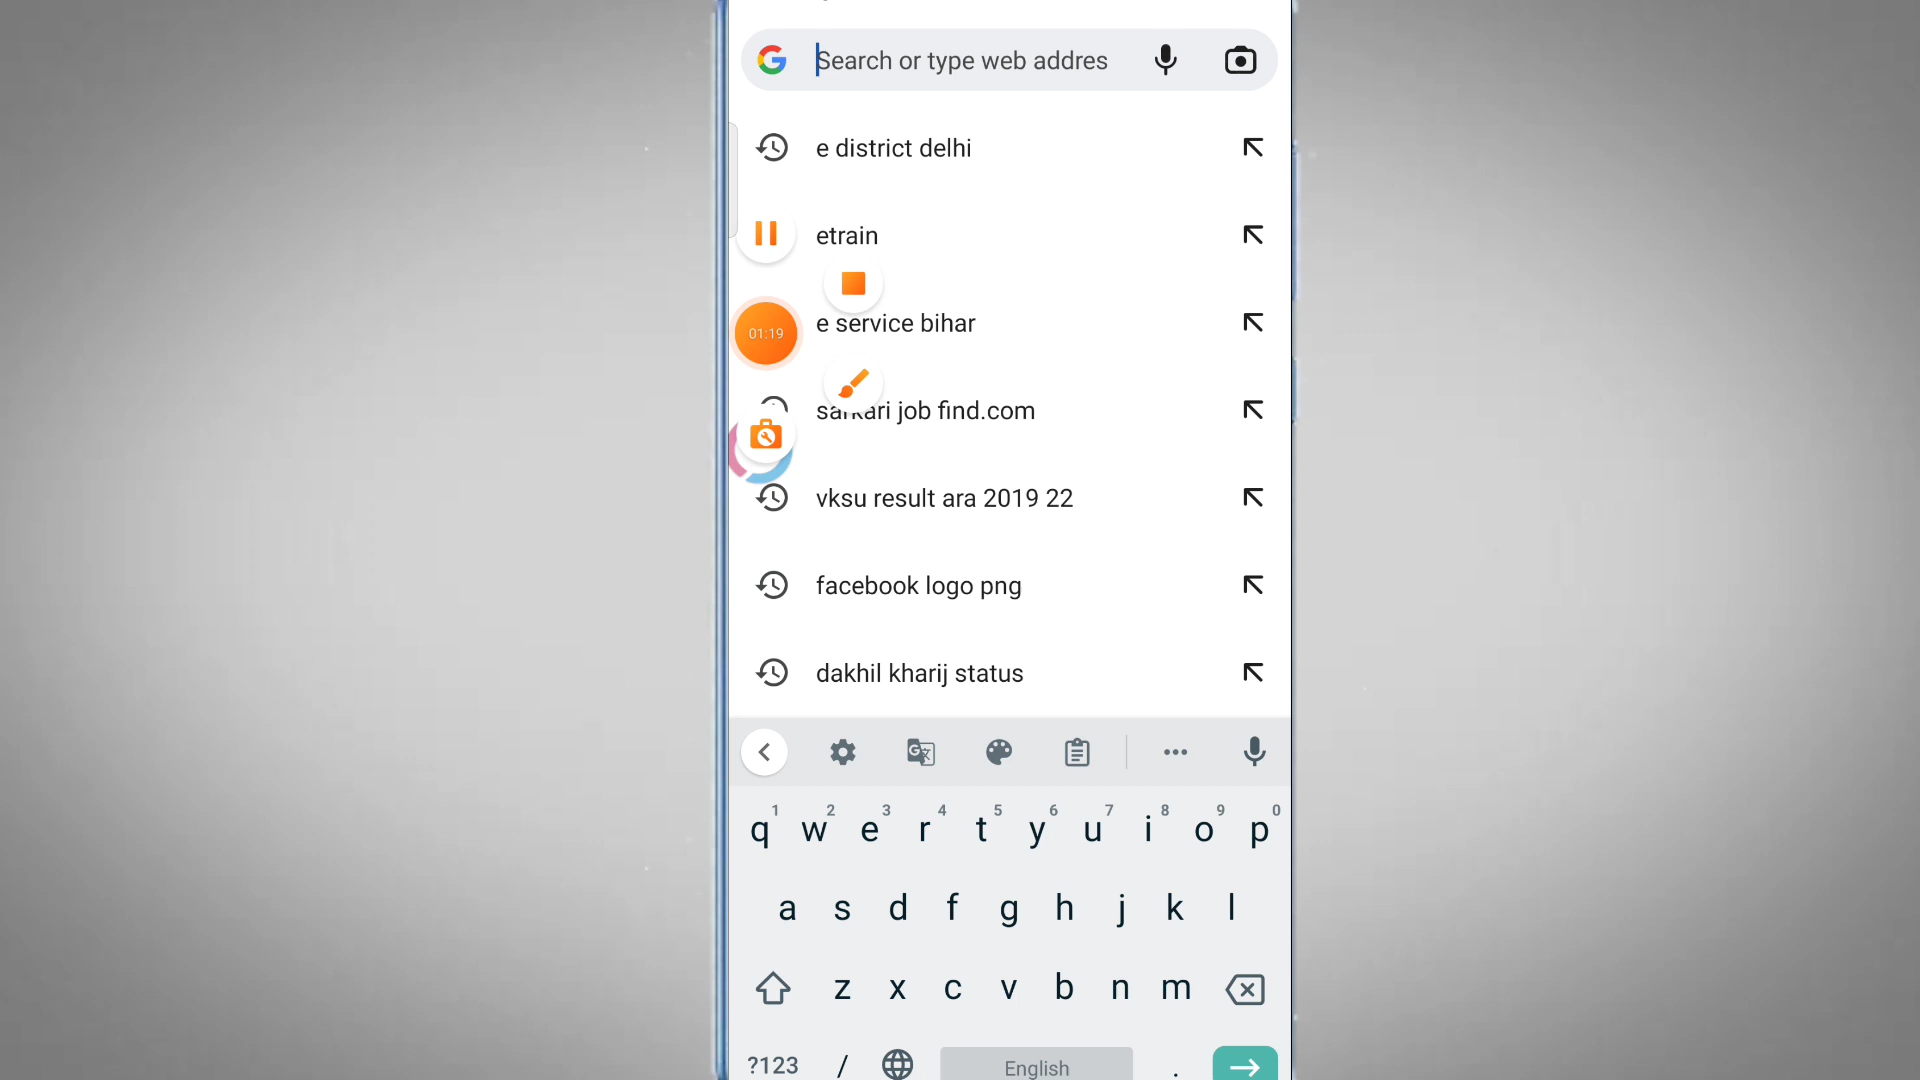 Search or type web addres
e district delhi
etrain
e service bihar
01:19
sarkari job find.com
vksu result ara 2019 22
facebook logo png
dakhil kharij status
1 2 3 4 5 6 7 8 9 0
q w e r t y u i o p
a s d f g h j k l
z x c v b n m
?123 / English .